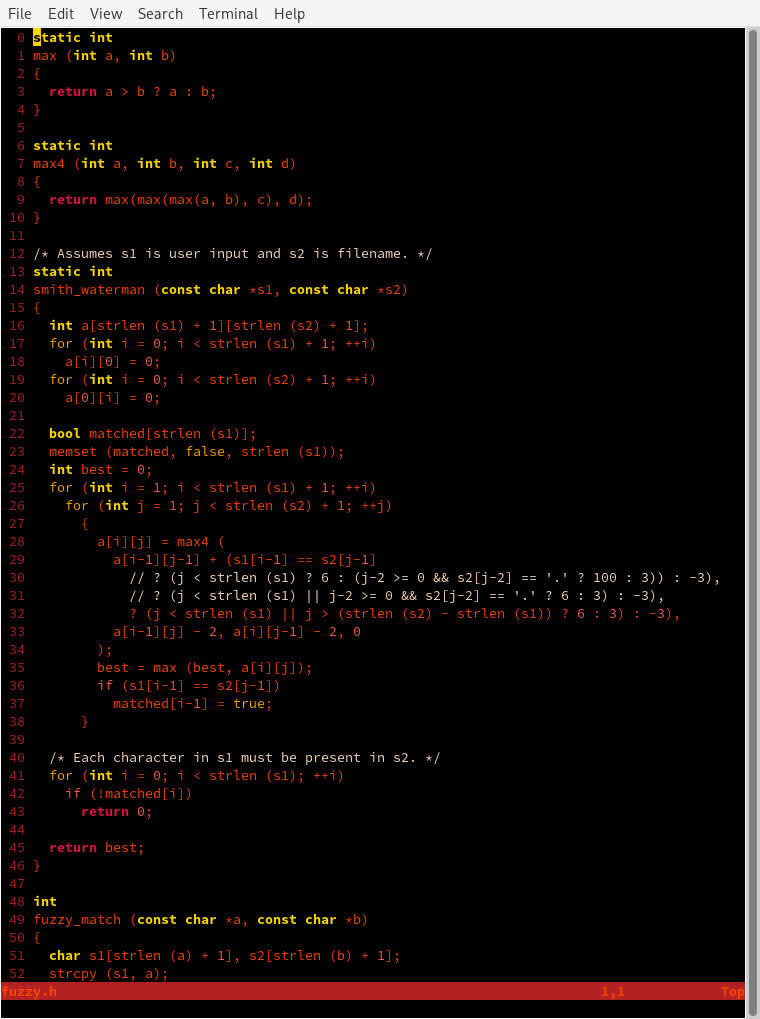 File Edit View Search Terminal Help
0 static int
1 max (int a, int b)
2 {
3   return a > b ? a : b;
4 }
5
6 static int
7 max4 (int a, int b, int c, int d)
8 {
9   return max(max(max(a, b), c), d);
10 }
11
12 /* Assumes s1 is user input and s2 is filename. */
13 static int
14 smith_waterman (const char *s1, const char *s2)
15 {
16   int a[strlen (s1) + 1][strlen (s2) + 1];
17   for (int i = 0; i < strlen (s1) + 1; ++i)
18     a[i][0] = 0;
19   for (int i = 0; i < strlen (s2) + 1; ++i)
20     a[0][i] = 0;
21
22   bool matched[strlen (s1)];
23   memset (matched, false, strlen (s1));
24   int best = 0;
25   for (int i = 1; i < strlen (s1) + 1; ++i)
26     for (int j = 1; j < strlen (s2) + 1; ++j)
27       {
28         a[i][j] = max4 (
29           a[i-1][j-1] + (s1[i-1] == s2[j-1]
30             // ? (j < strlen (s1) ? 6 : (j-2 >= 0 && s2[j-2] == '.' ? 100 : 3)) : -3),
31             // ? (j < strlen (s1) || j-2 >= 0 && s2[j-2] == '.' ? 6 : 3) : -3),
32             ? (j < strlen (s1) || j > (strlen (s2) - strlen (s1)) ? 6 : 3) : -3),
33           a[i-1][j] - 2, a[i][j-1] - 2, 0
34         );
35         best = max (best, a[i][j]);
36         if (s1[i-1] == s2[j-1])
37           matched[i-1] = true;
38       }
39
40   /* Each character in s1 must be present in s2. */
41   for (int i = 0; i < strlen (s1); ++i)
42     if (!matched[i])
43       return 0;
44
45   return best;
46 }
47
48 int
49 fuzzy_match (const char *a, const char *b)
50 {
51   char s1[strlen (a) + 1], s2[strlen (b) + 1];
52   strcpy (s1, a);
fuzzy.h 1,1 Top